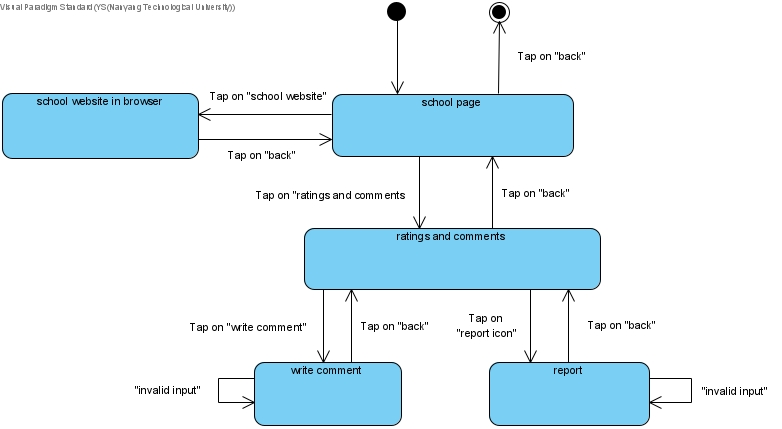 Visual Paradigm Standard(YS(Nanyang Technological University))
Tap on "back"
school website in browser
Tap on "school website"
school page
Tap on "back"
Tap on "ratings and comments
Tap on "back"
ratings and comments
Tap on "write comment"
Tap on "back"
Tap on
"report icon"
Tap on "back"
write comment
report
"invalid input"
"invalid input"